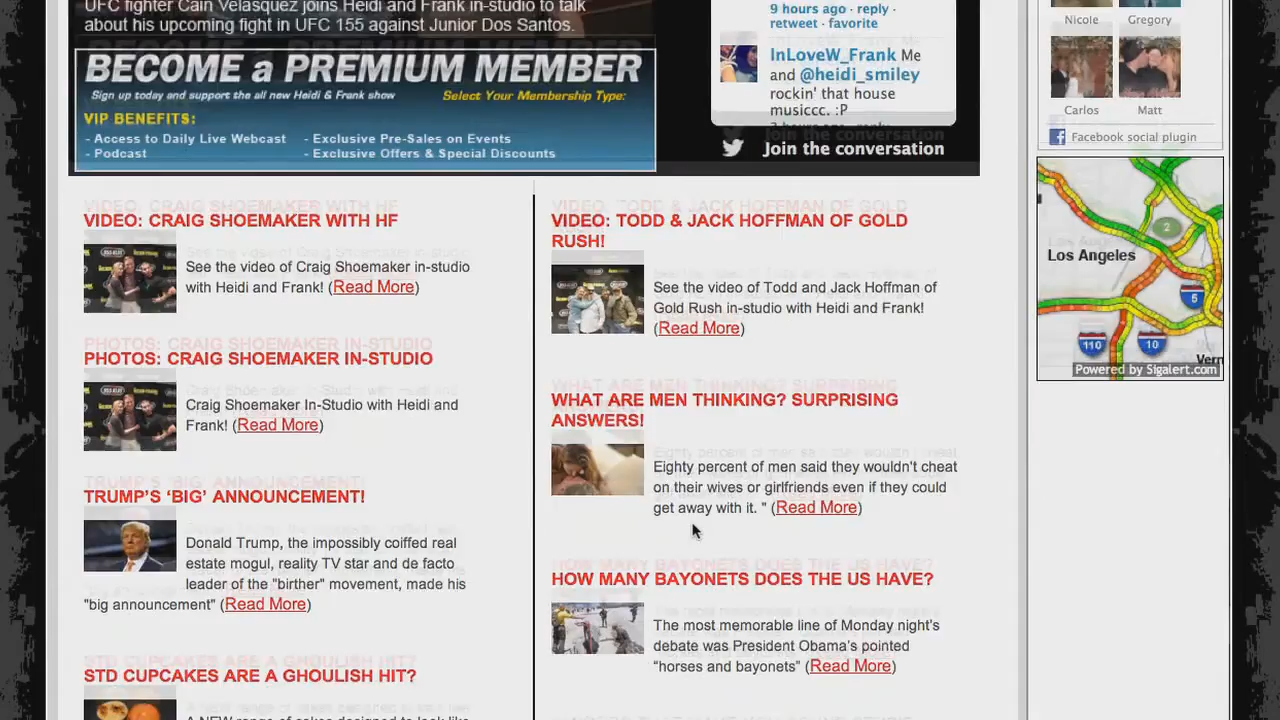 UFC fighter Cain Velasquez joins Heidi and Frank in-studio to talk
about his upcoming fight in UFC 155 against Junior Dos Santos.
BECOME a PREMIUM MEMBER
Sign up today and support the all new Heidi & Frank show
Select Your Membership Type:
VIP BENEFITS:
- Access to Daily Live Webcast
- Exclusive Pre-Sales on Events
- Podcast
- Exclusive Offers & Special Discounts
9 hours ago · reply ·
retweet · favorite
InLoveW_Frank Me
and @heidi_smiley
rockin' that house
musiccc. :P
Join the conversation
Nicole
Gregory
Carlos
Matt
Facebook social plugin
2
Los Angeles
5
110
10
Vern
Powered by Sigalert.com
VIDEO: CRAIG SHOEMAKER WITH HF
See the video of Craig Shoemaker in-studio
with Heidi and Frank! (Read More)
PHOTOS: CRAIG SHOEMAKER IN-STUDIO
Craig Shoemaker In-Studio with Heidi and
Frank! (Read More)
TRUMP'S ‘BIG’ ANNOUNCEMENT!
Donald Trump, the impossibly coiffed real
estate mogul, reality TV star and de facto
leader of the "birther" movement, made his
"big announcement" (Read More)
STD CUPCAKES ARE A GHOULISH HIT?
A NEW range of cakes designed to look like
VIDEO: TODD & JACK HOFFMAN OF GOLD
RUSH!
See the video of Todd and Jack Hoffman of
Gold Rush in-studio with Heidi and Frank!
(Read More)
WHAT ARE MEN THINKING? SURPRISING
ANSWERS!
Eighty percent of men said they wouldn't cheat
on their wives or girlfriends even if they could
get away with it. " (Read More)
HOW MANY BAYONETS DOES THE US HAVE?
The most memorable line of Monday night's
debate was President Obama's pointed
“horses and bayonets” (Read More)